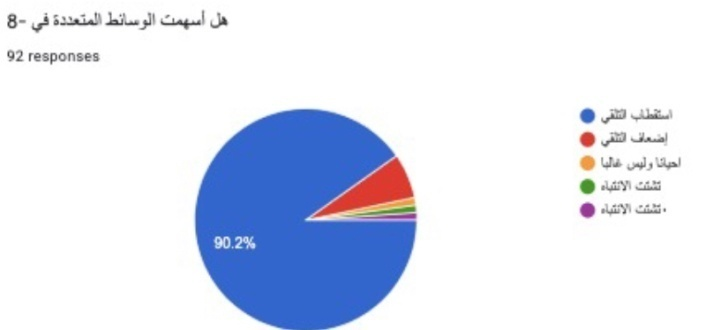 هل أسهمت الوسائط المتعددة في -8
92 responses
استقطاب التلقي
إضعاف التلقي
احيانا وليس غالبا
تشتت الانتباه
تشتت الانتباه.
90.2%